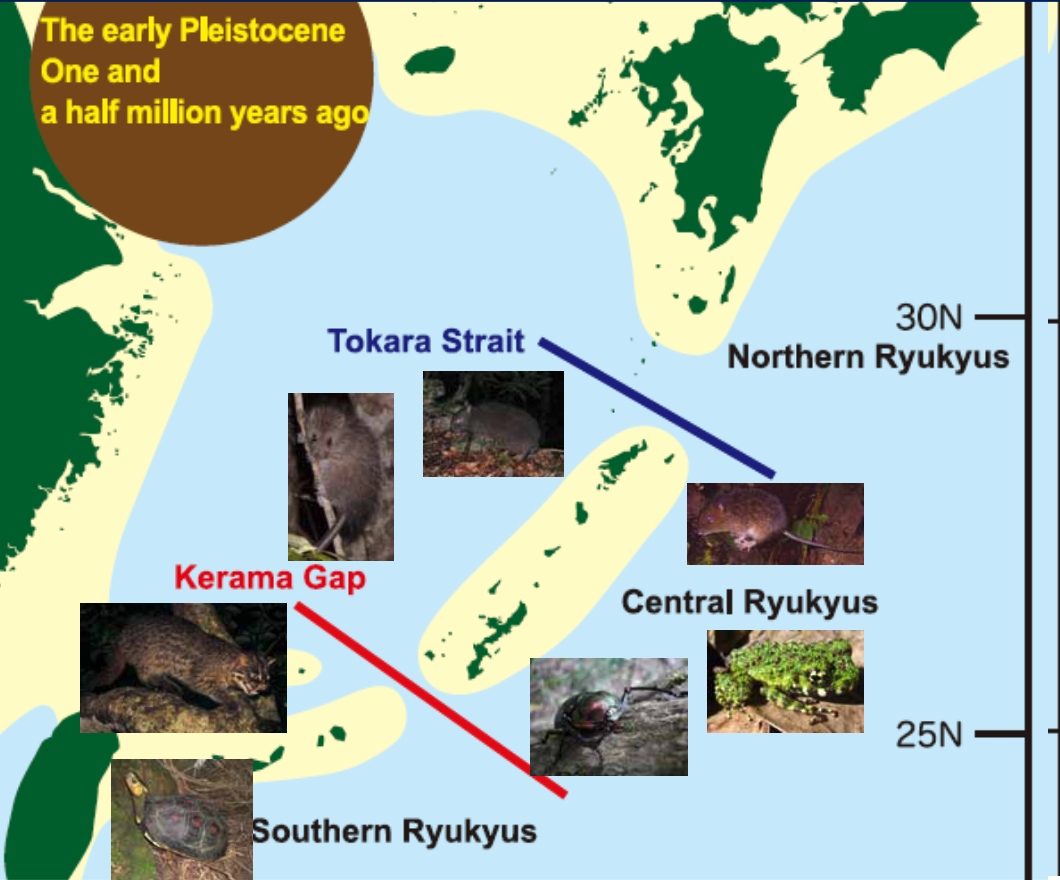 The early Pleistocene
One and
a half million years ago
30N
Tokara Strait
Northern Ryukyus
Kerama Gap
Central Ryukyus
25N
Southern Ryukyus